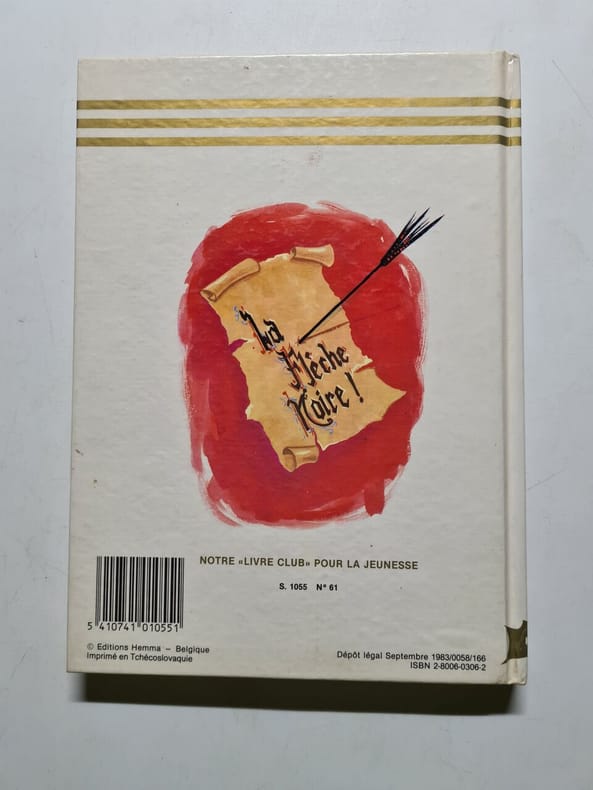 La
Flèche
Noire !
NOTRE «LIVRE CLUB» POUR LA JEUNESSE
S. 1055 N° 61
5 410741 010551
© Editions Hemma – Belgique
Imprimé en Tchécoslovaquie
Dépôt légal Septembre 1983/0058/166
ISBN 2-8006-0306-2